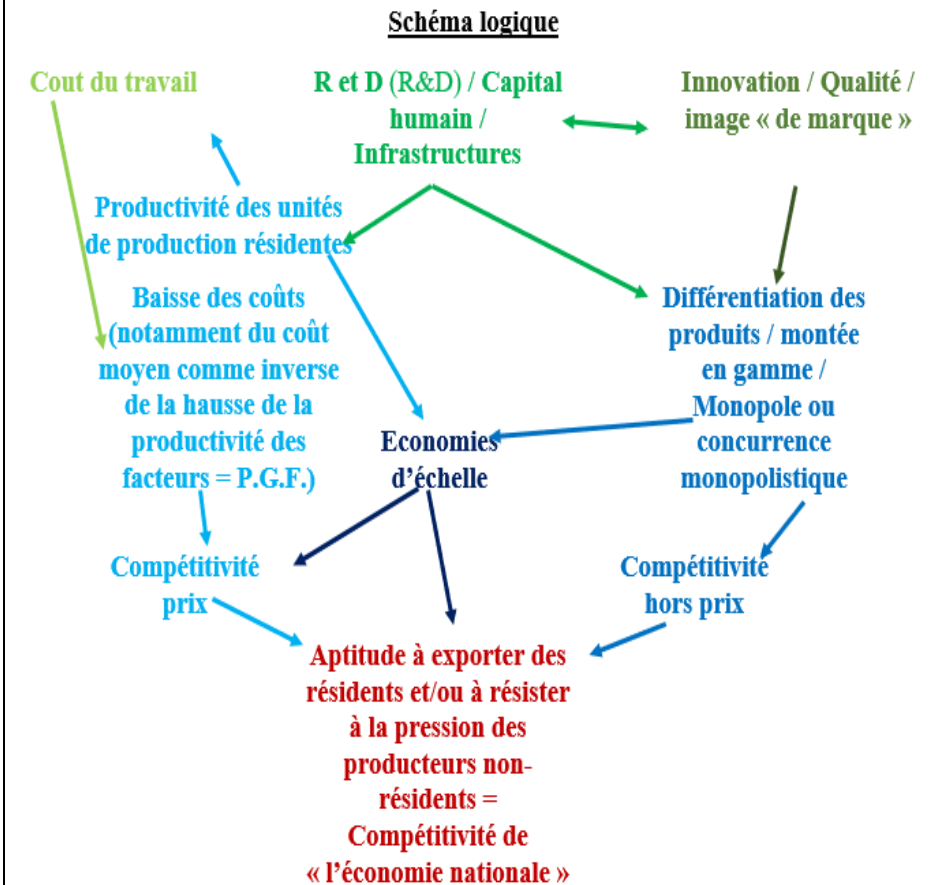 Schéma logique
Cout du travail
R et D (R&D) / Capital
humain /
Infrastructures
Innovation / Qualité /
image « de marque »
Productivité des unités
de production résidentes
Baisse des coûts
(notamment du coût
moyen comme inverse
de la hausse de la
productivité des
facteurs = P.G.F.)
Différentiation des
produits / montée
en gamme /
Monopole ou
concurrence
monopolistique
Economies
d’échelle
Compétitivité
prix
Compétitivité
hors prix
Aptitude à exporter des
résidents et/ou à résister
à la pression des
producteurs non-
résidents =
Compétitivité de
« l’économie nationale »